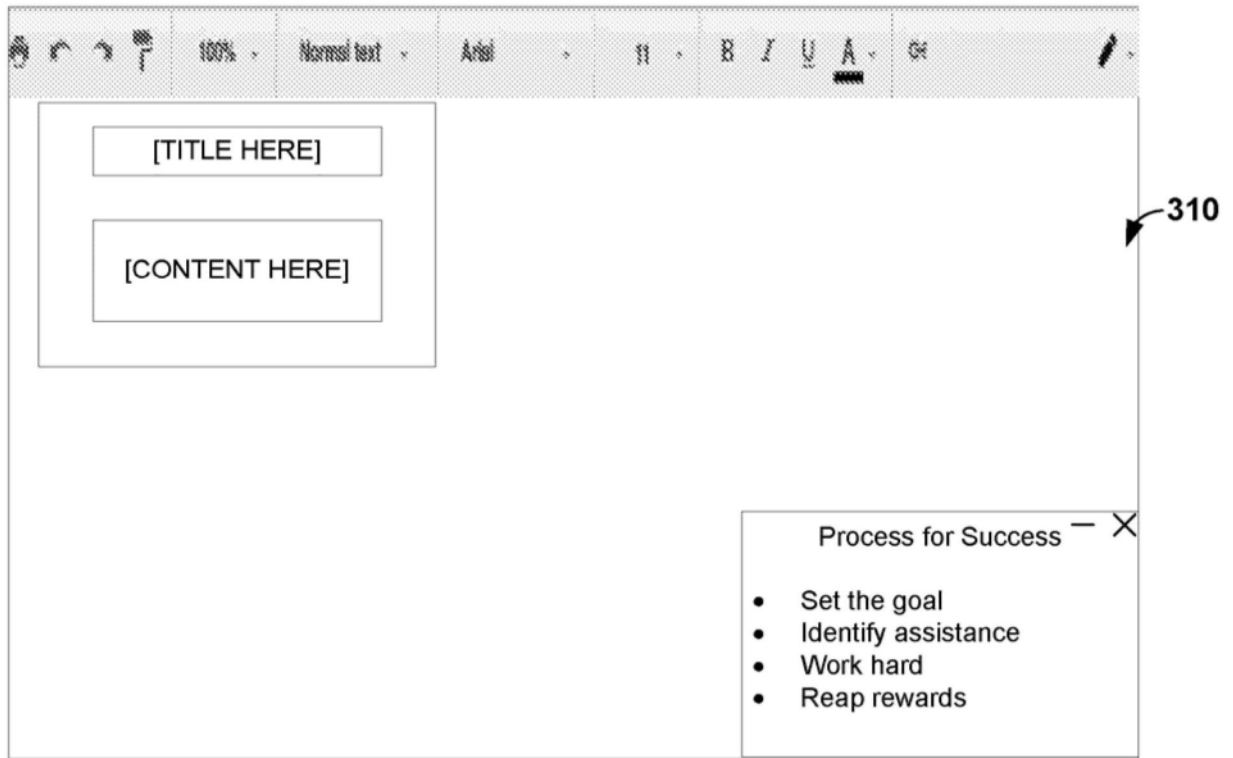 100% Normal text Arial 11 B I U A
[TITLE HERE]
[CONTENT HERE]
310
Process for Success
• Set the goal
• Identify assistance
• Work hard
• Reap rewards